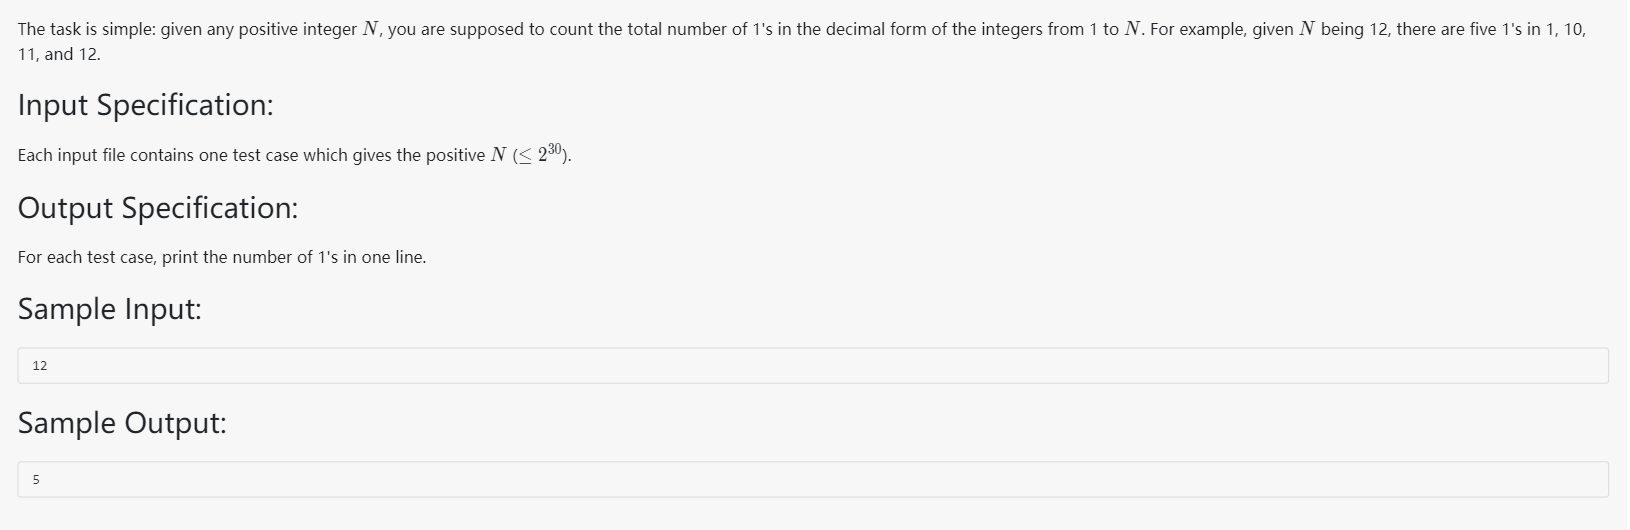 The task is simple: given any positive integer N, you are supposed to count the total number of 1's in the decimal form of the integers from 1 to N. For example, given N being 12, there are five 1's in 1, 10,
11, and 12.
Input Specification:
Each input file contains one test case which gives the positive N (≤ 2^30).
Output Specification:
For each test case, print the number of 1's in one line.
Sample Input:
12
Sample Output:
5